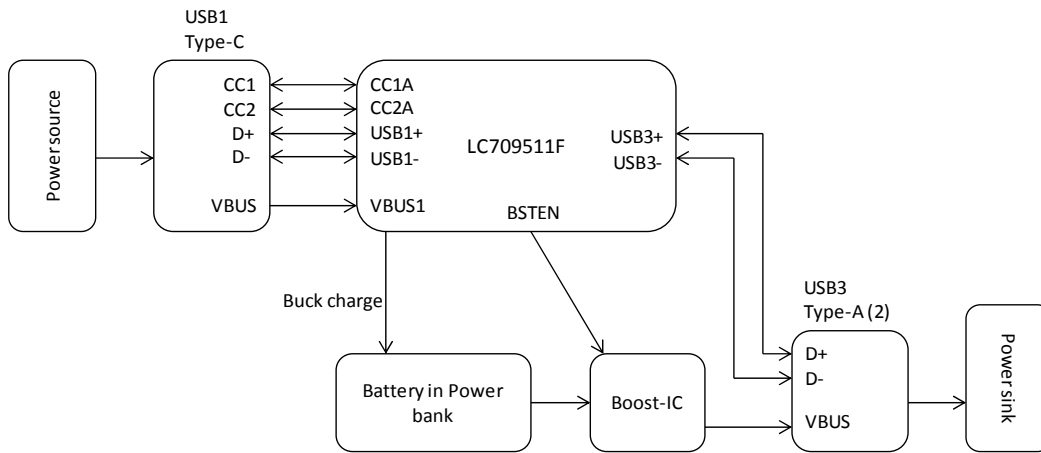 USB1
Type-C
Power source
CC1
CC2
D+
D-
VBUS
CC1A
CC2A
USB1+
USB1-
VBUS1
LC709511F
USB3+
USB3-
BSTEN
Buck charge
Battery in Power
bank
Boost-IC
USB3
Type-A (2)
D+
D-
VBUS
Power sink